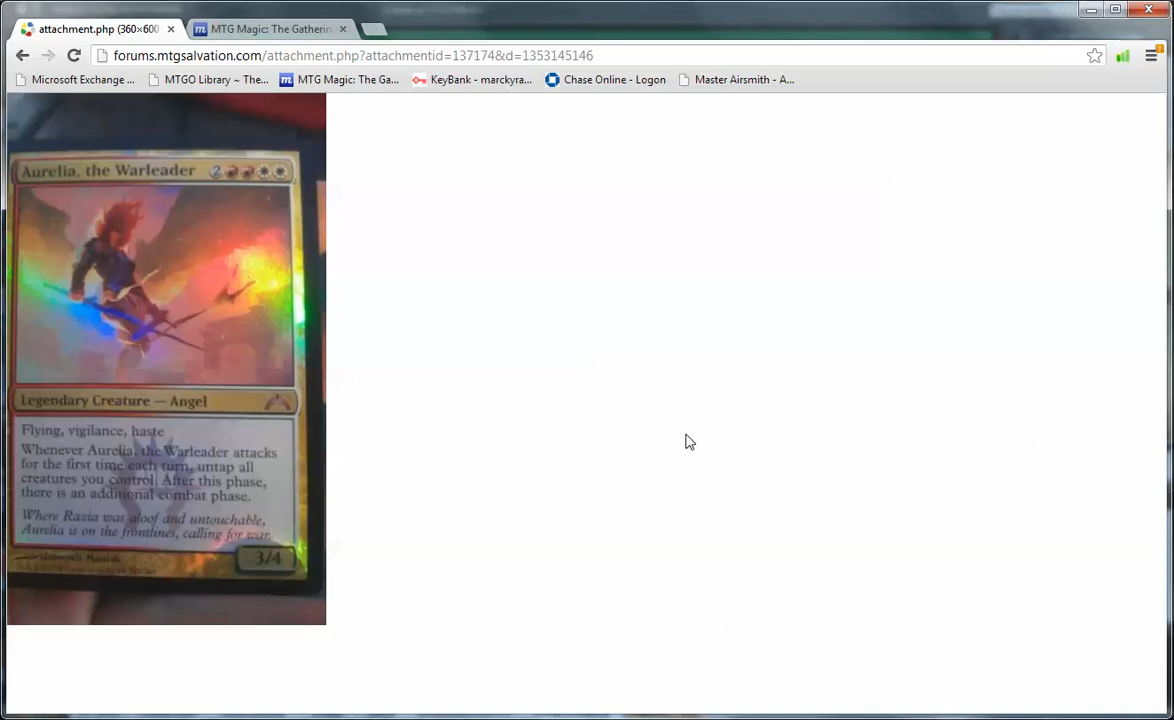 attachment.php (360×600
MTG Magic: The Gatherin
forums.mtgsalvation.com/attachment.php?attachmentid=137174&d=1353145146
Microsoft Exchange ...
MTGO Library ~ The...
MTG Magic: The Ga...
KeyBank - marckyra...
Chase Online - Logon
Master Airsmith - A...
Aurelia, the Warleader 2
Legendary Creature — Angel
Flying, vigilance, haste
Whenever Aurelia, the Warleader attacks
for the first time each turn, untap all
creatures you control. After this phase,
there is an additional combat phase.
Where Razia was aloof and untouchable,
Aurelia is on the frontlines, calling for war.
3/4